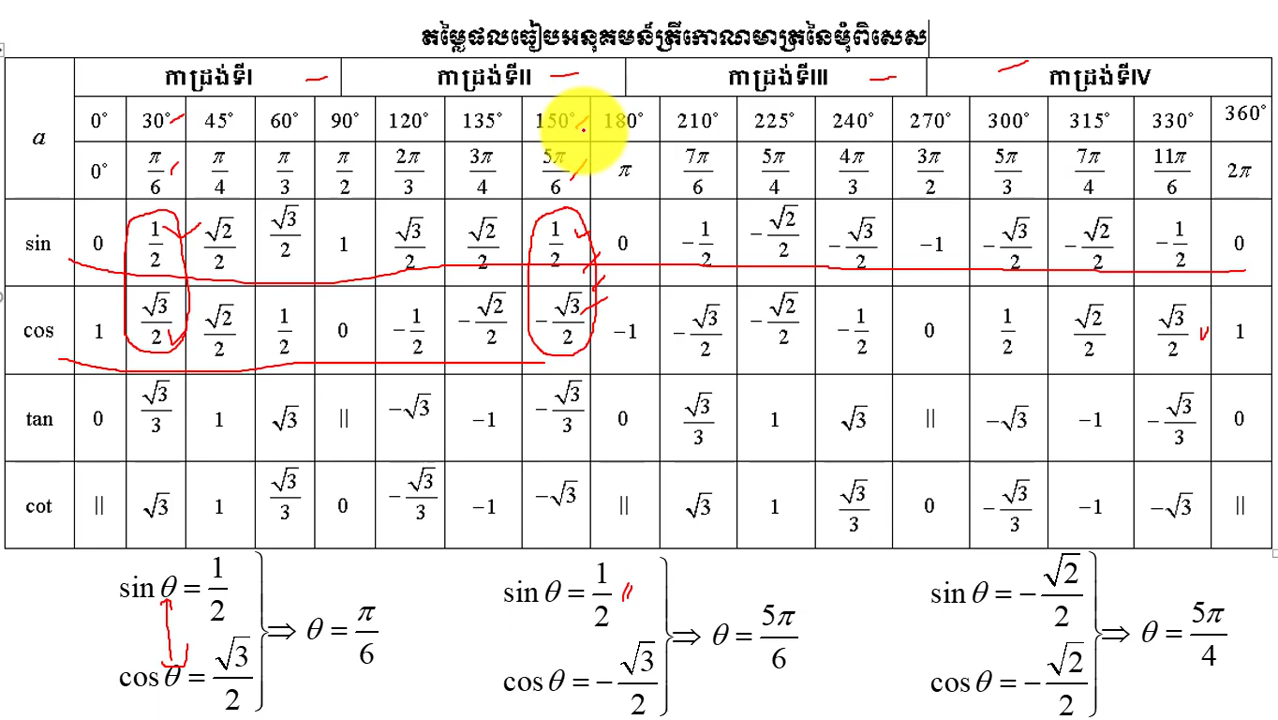 តម្លៃផលធៀបអនុគមន៍ត្រីកោណមាត្រនៃមុំពិសេស
a កាដ្រង់ទីI កាដ្រង់ទីII កាដ្រង់ទីIII កាដ្រង់ទីIV
0° 30° 45° 60° 90° 120° 135° 150° 180° 210° 225° 240° 270° 300° 315° 330° 360°
0° π/6 π/4 π/3 π/2 2π/3 3π/4 5π/6 π 7π/6 5π/4 4π/3 3π/2 5π/3 7π/4 11π/6 2π
sin 0 1/2 √2/2 √3/2 1 √3/2 √2/2 1/2 0 −1/2 −√2/2 −√3/2 −1 −√3/2 −√2/2 −1/2 0
cos 1 √3/2 √2/2 1/2 0 −1/2 −√2/2 −√3/2 −1 −√3/2 −√2/2 −1/2 0 1/2 √2/2 √3/2 1
tan 0 √3/3 1 √3 || −√3 −1 −√3/3 0 √3/3 1 √3 || −√3 −1 −√3/3 0
cot || √3 1 √3/3 0 −√3/3 −1 −√3 || √3 1 √3/3 0 −√3/3 −1 −√3 ||
sin θ = 1/2
cos θ = √3/2
⇒ θ = π/6
sin θ = 1/2
cos θ = −√3/2
⇒ θ = 5π/6
sin θ = −√2/2
cos θ = −√2/2
⇒ θ = 5π/4